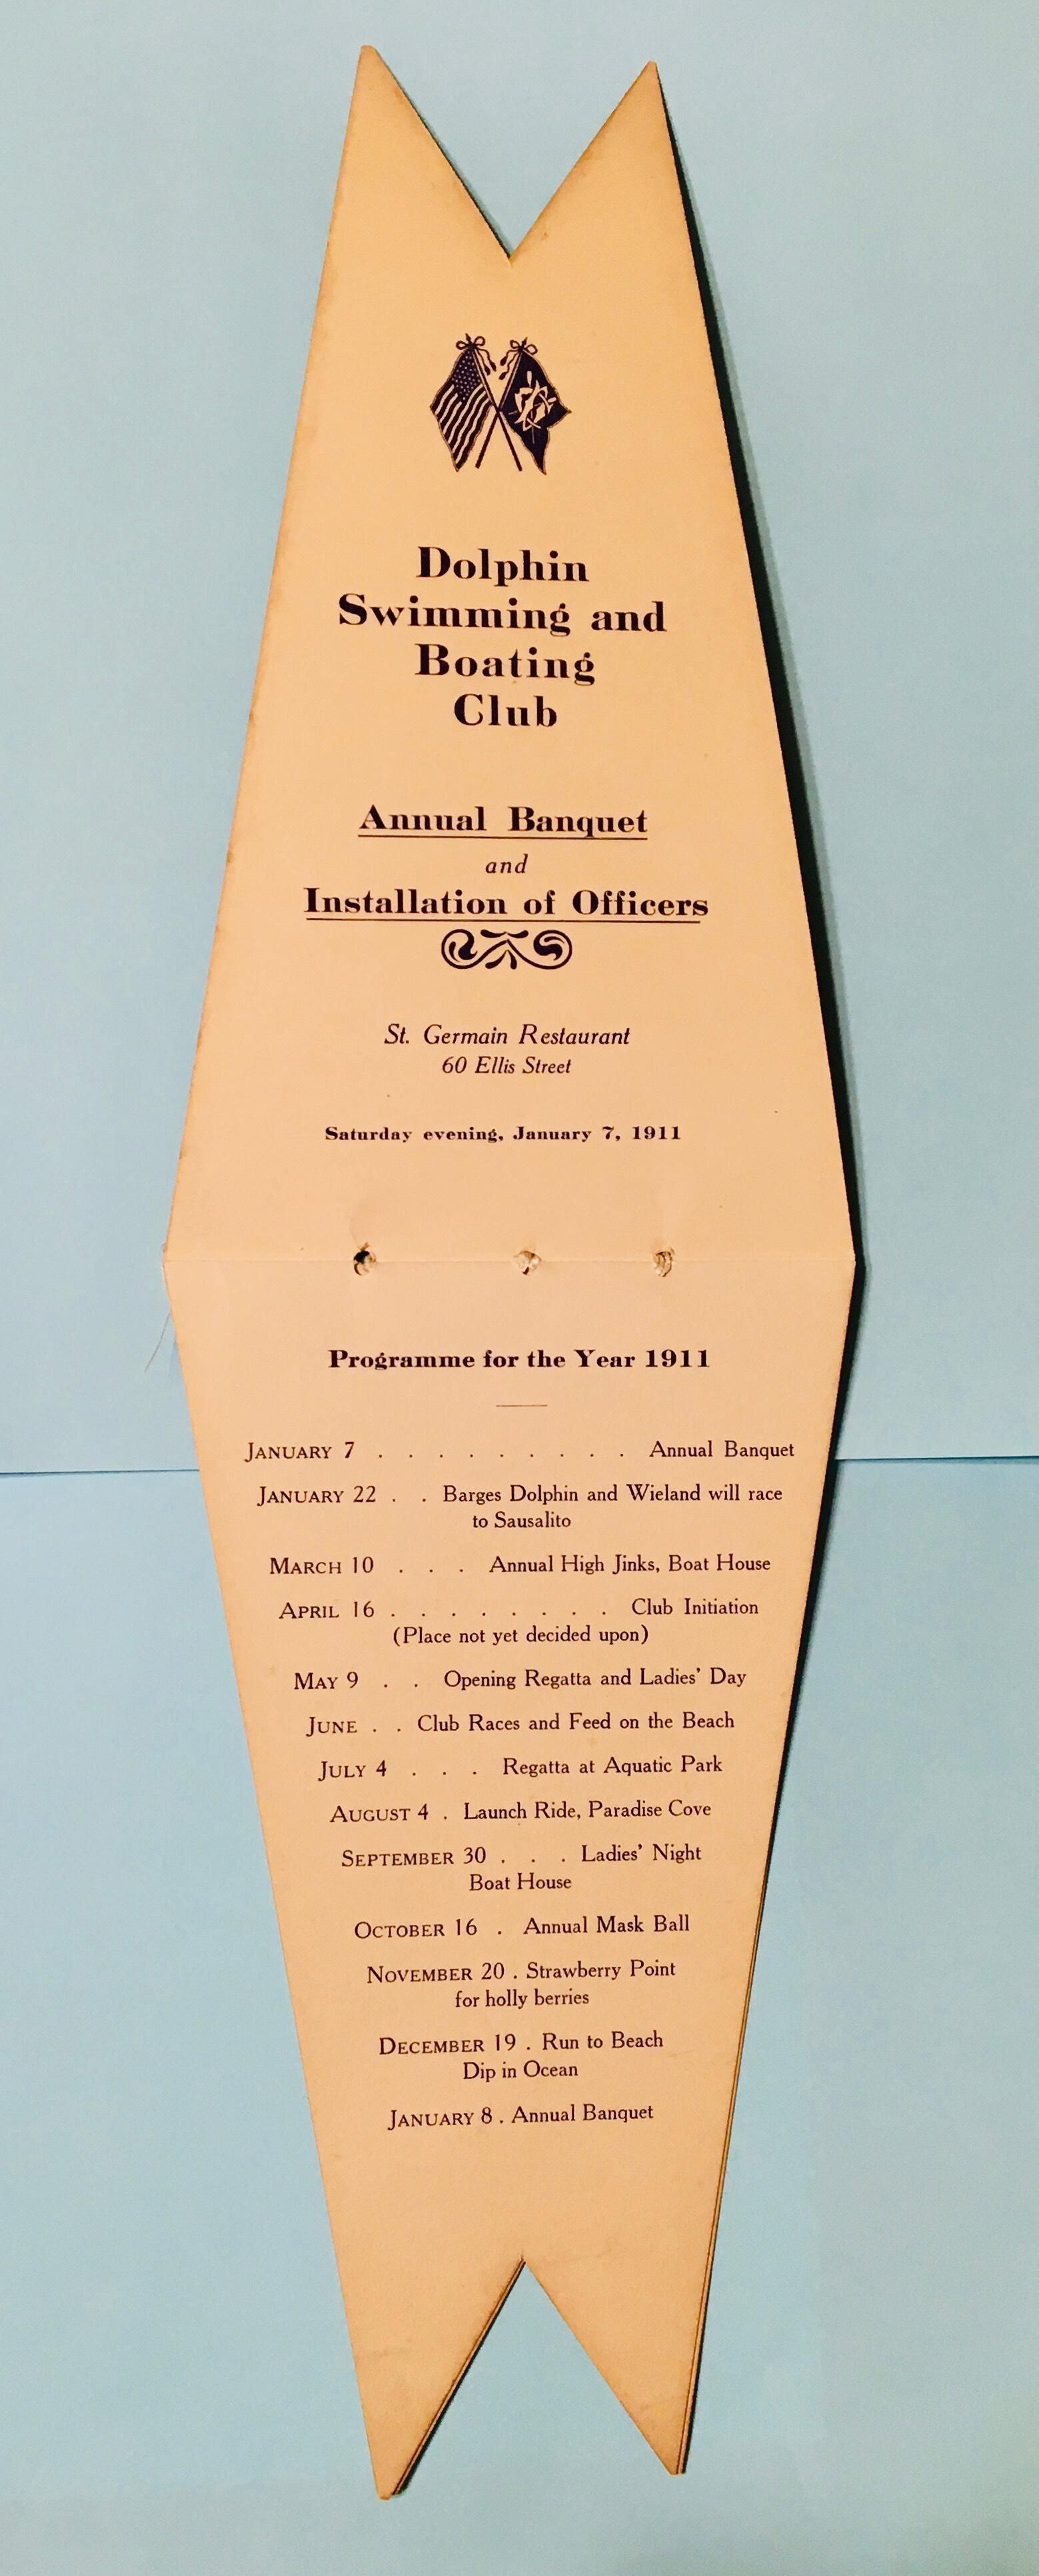 Dolphin
Swimming and
Boating
Club
Annual Banquet
and
Installation of Officers
St. Germain Restaurant
60 Ellis Street
Saturday evening, January 7, 1911
Programme for the Year 1911
January 7 . . . . . . . . . Annual Banquet
January 22 . . Barges Dolphin and Wieland will race
to Sausalito
March 10 . . . Annual High Jinks, Boat House
April 16 . . . . . . . . Club Initiation
(Place not yet decided upon)
May 9 . . Opening Regatta and Ladies' Day
June . . Club Races and Feed on the Beach
July 4 . . . Regatta at Aquatic Park
August 4 . Launch Ride, Paradise Cove
September 30 . . . Ladies' Night
Boat House
October 16 . Annual Mask Ball
November 20 . Strawberry Point
for holly berries
December 19 . Run to Beach
Dip in Ocean
January 8 . Annual Banquet